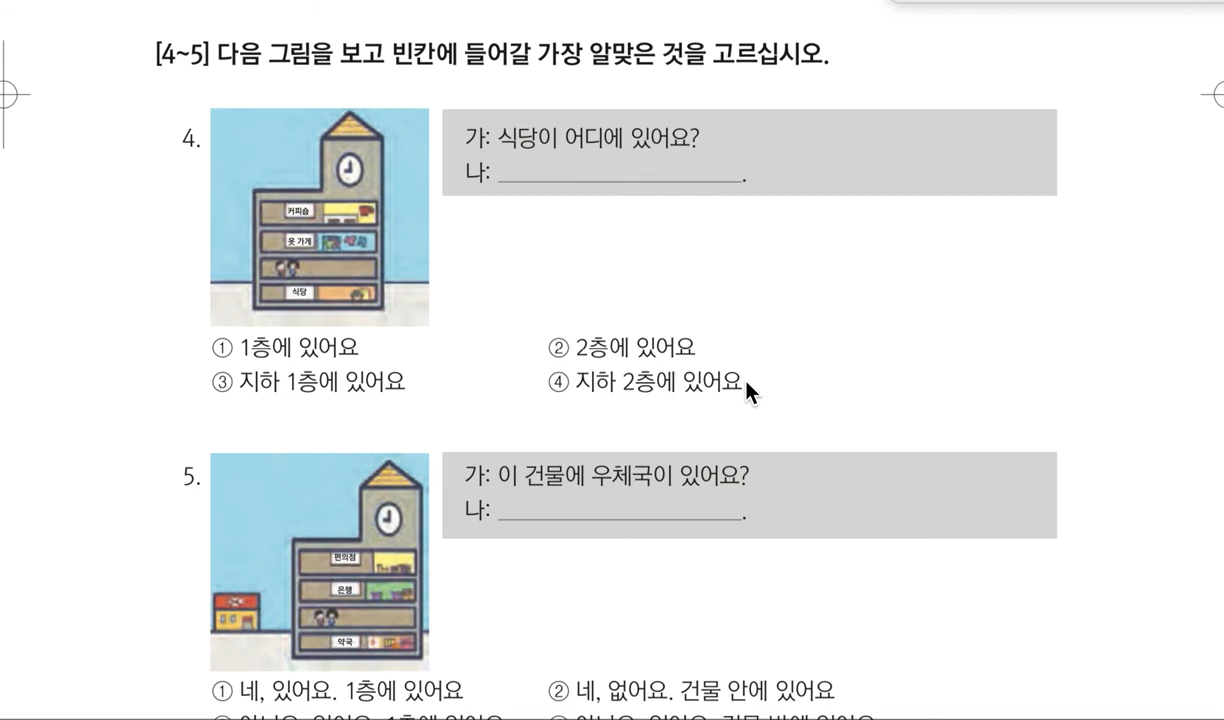 [4~5] 다음 그림을 보고 빈칸에 들어갈 가장 알맞은 것을 고르십시오.
4.
커피숍
옷 가게
식당
가: 식당이 어디에 있어요?
나: ____________________.
① 1층에 있어요
② 2층에 있어요
③ 지하 1층에 있어요
④ 지하 2층에 있어요
5.
편의점
은행
약국
가: 이 건물에 우체국이 있어요?
나: ____________________.
① 네, 있어요. 1층에 있어요
② 네, 없어요. 건물 안에 있어요